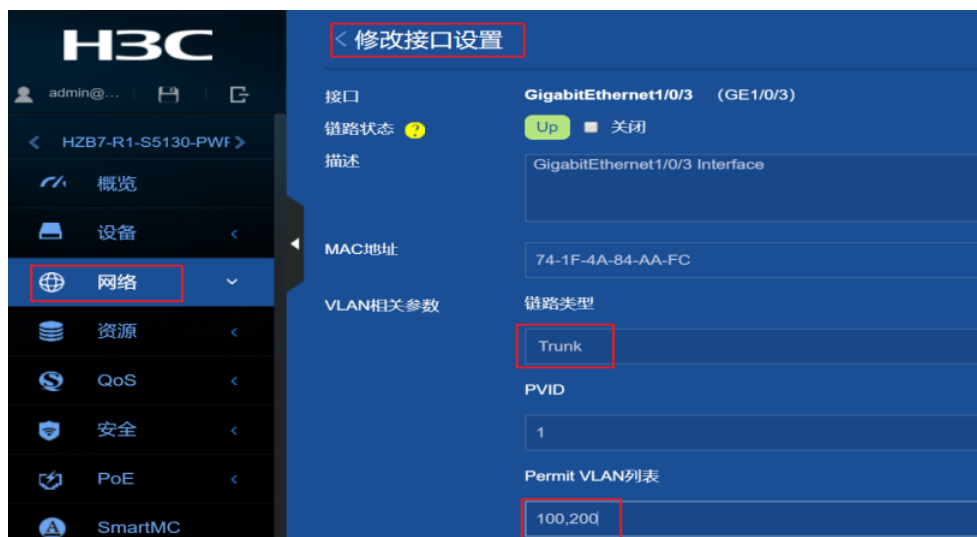 H3C
admin@...
HZB7-R1-S5130-PWF
概览
设备
网络
资源
QoS
安全
PoE
SmartMC
修改接口设置
接口 GigabitEthernet1/0/3 (GE1/0/3)
链路状态 ? Up 关闭
描述 GigabitEthernet1/0/3 Interface
MAC地址 74-1F-4A-84-AA-FC
VLAN相关参数 链路类型
Trunk
PVID
1
Permit VLAN列表
100,200